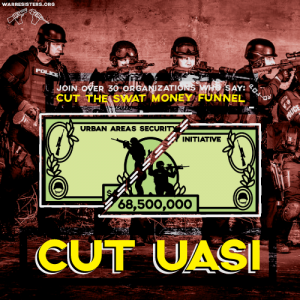 WARRESISTERS.ORG
POLICE
JOIN OVER 30 ORGANIZATIONS WHO SAY:
CUT THE SWAT MONEY FUNNEL
URBAN AREAS SECURITY
INITIATIVE
$68,500,000
CUT UASI